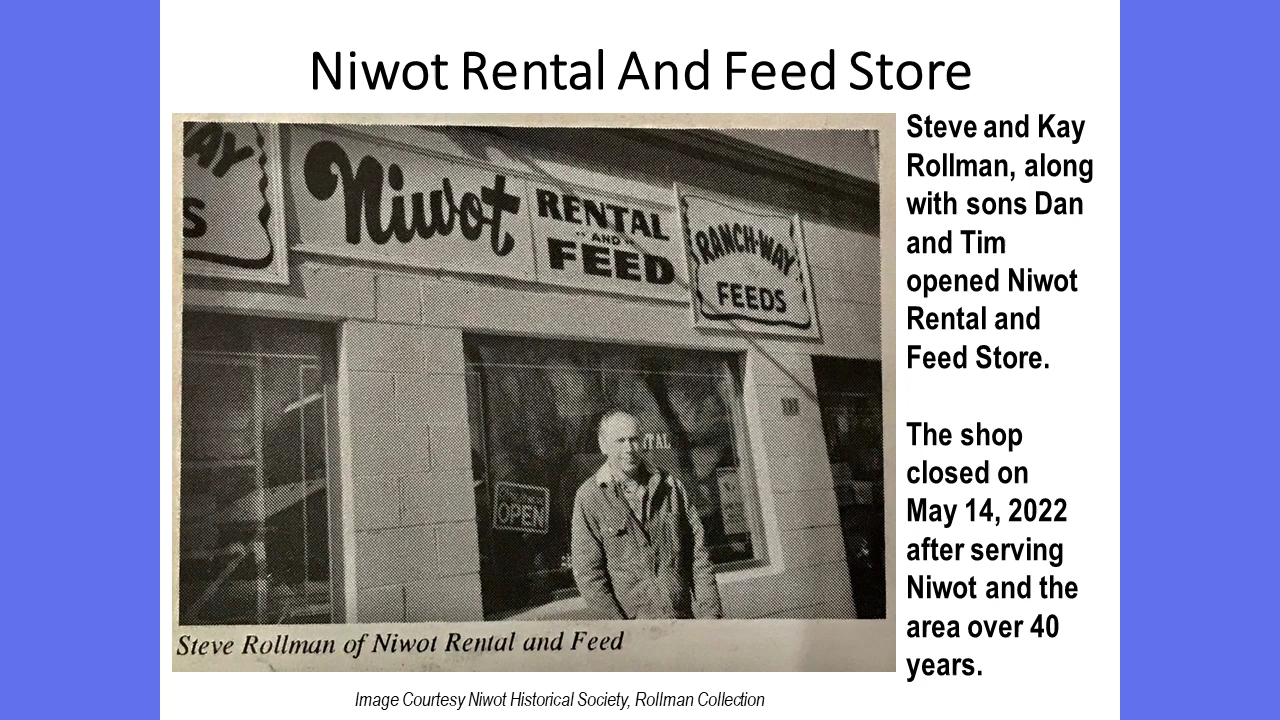 Niwot Rental And Feed Store
Steve and Kay
Rollman, along
with sons Dan
and Tim
opened Niwot
Rental and
Feed Store.
The shop
closed on
May 14, 2022
after serving
Niwot and the
area over 40
years.
AY
S
Niwot
RENTAL
AND
FEED
RANCH-WAY
FEEDS
TAL
OPEN
Steve Rollman of Niwot Rental and Feed
Image Courtesy Niwot Historical Society, Rollman Collection